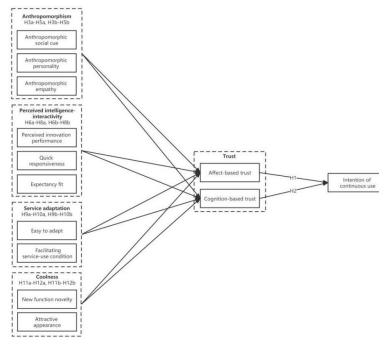 Anthropomorphism
H3a-H5a, H3b-H5b
Anthropomorphic
social cue
Anthropomorphic
personality
Anthropomorphic
empathy
Perceived intelligence-
interactivity
H6a-H8a, H6b-H8b
Perceived innovation
performance
Quick
responsiveness
Expectancy fit
Service adaptation
H9a-H10a, H9b-H10b
Easy to adapt
Facilitating
service-use condition
Coolness
H11a-H12a, H11b-H12b
New function novelty
Attractive
appearance
Trust
Affect-based trust
Cognition-based trust
H1
H2
Intention of
continuous use